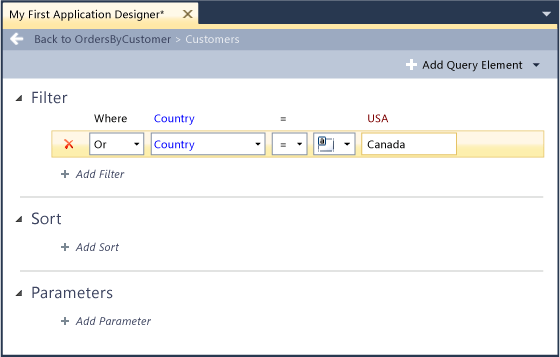 My First Application Designer*
Back to OrdersByCustomer > Customers
Add Query Element
Filter
Where Country = USA
Or Country = Canada
Add Filter
Sort
Add Sort
Parameters
Add Parameter